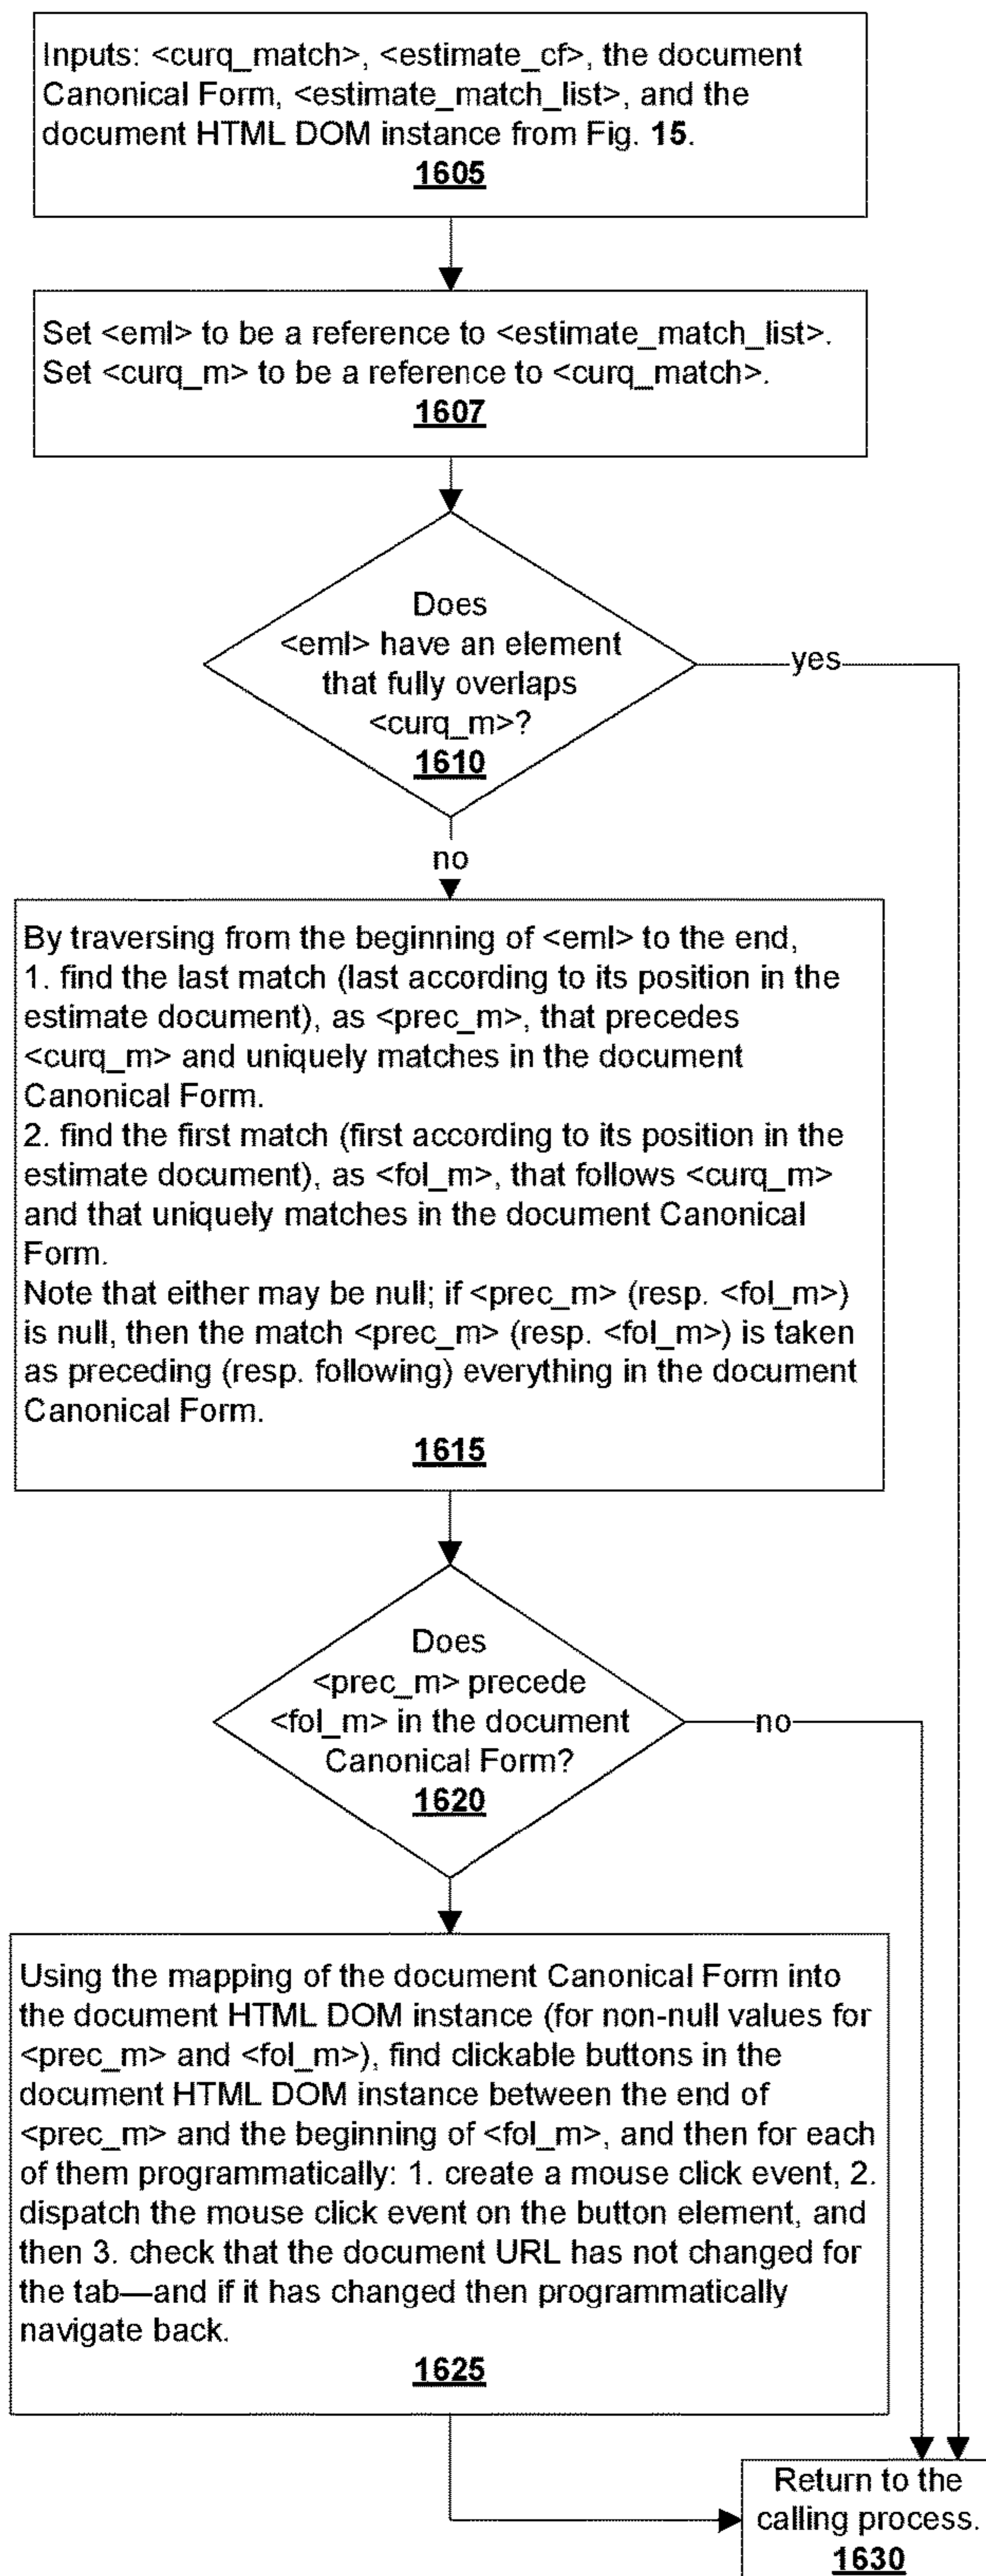 Inputs: <curq_match>, <estimate_cf>, the document
Canonical Form, <estimate_match_list>, and the
document HTML DOM instance from Fig. 15.
1605
Set <eml> to be a reference to <estimate_match_list>.
Set <curq_m> to be a reference to <curq_match>.
1607
Does
<eml> have an element
that fully overlaps
<curq_m>?
1610
yes
no
By traversing from the beginning of <eml> to the end,
1. find the last match (last according to its position in the
estimate document), as <prec_m>, that precedes
<curq_m> and uniquely matches in the document
Canonical Form.
2. find the first match (first according to its position in the
estimate document), as <fol_m>, that follows <curq_m>
and that uniquely matches in the document Canonical
Form.
Note that either may be null; if <prec_m> (resp. <fol_m>)
is null, then the match <prec_m> (resp. <fol_m>) is taken
as preceding (resp. following) everything in the document
Canonical Form.
1615
Does
<prec_m> precede
<fol_m> in the document
Canonical Form?
1620
no
Using the mapping of the document Canonical Form into
the document HTML DOM instance (for non-null values for
<prec_m> and <fol_m>), find clickable buttons in the
document HTML DOM instance between the end of
<prec_m> and the beginning of <fol_m>, and then for each
of them programmatically: 1. create a mouse click event, 2.
dispatch the mouse click event on the button element, and
then 3. check that the document URL has not changed for
the tab—and if it has changed then programmatically
navigate back.
1625
Return to the
calling process.
1630